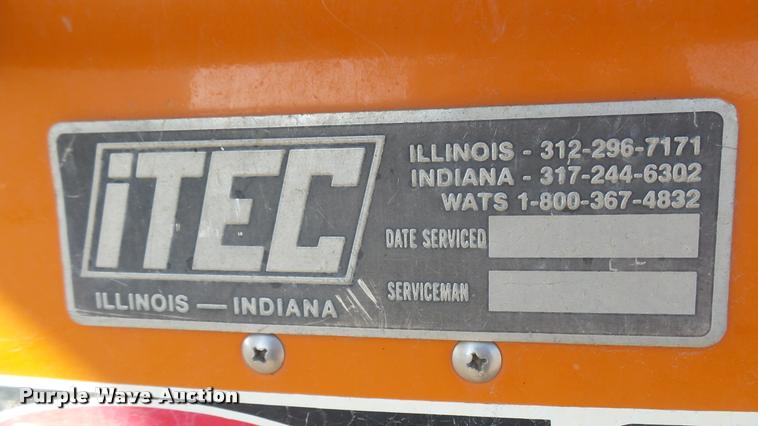 iTEC
ILLINOIS — INDIANA
ILLINOIS - 312-296-7171
INDIANA - 317-244-6302
WATS 1-800-367-4832
DATE SERVICED
SERVICEMAN
Purple Wave Auction